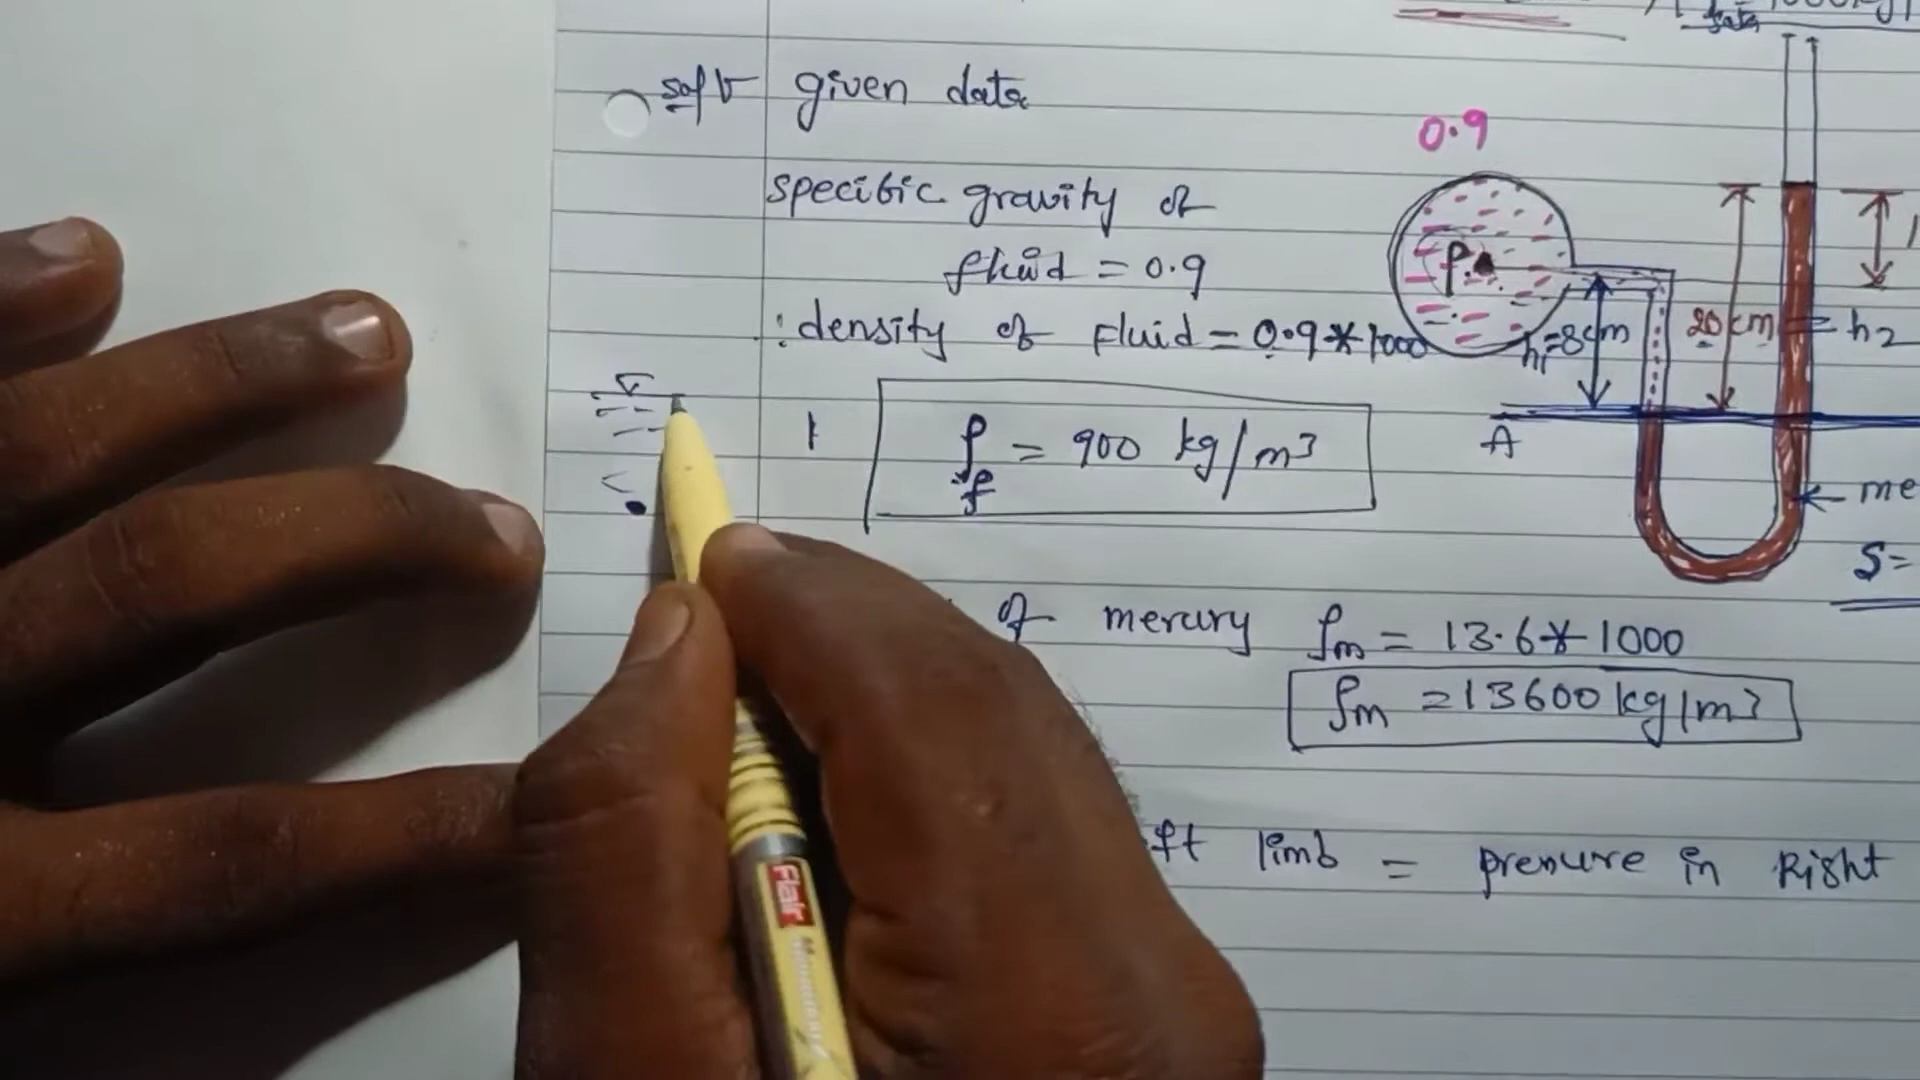 given data
0.9
specific gravity of
fluid = 0.9
∴ density of fluid = 0.9*1000
h1=8cm
20 cm
= h2
ρf = 900 kg/m3
A
me
S=
of mercury ρm = 13.6*1000
ρm = 13600 kg/m3
ft limb = pressure in Right
Flair